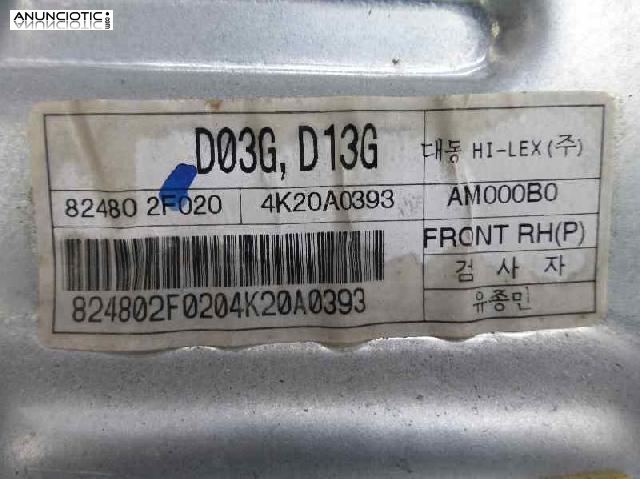 ANUNCIOTIC.es
D03G, D13G
대동 HI-LEX(주)
82480 2F020
4K20A0393
AM000B0
FRONT RH(P)
검 사 자
824802F0204K20A0393
유종민